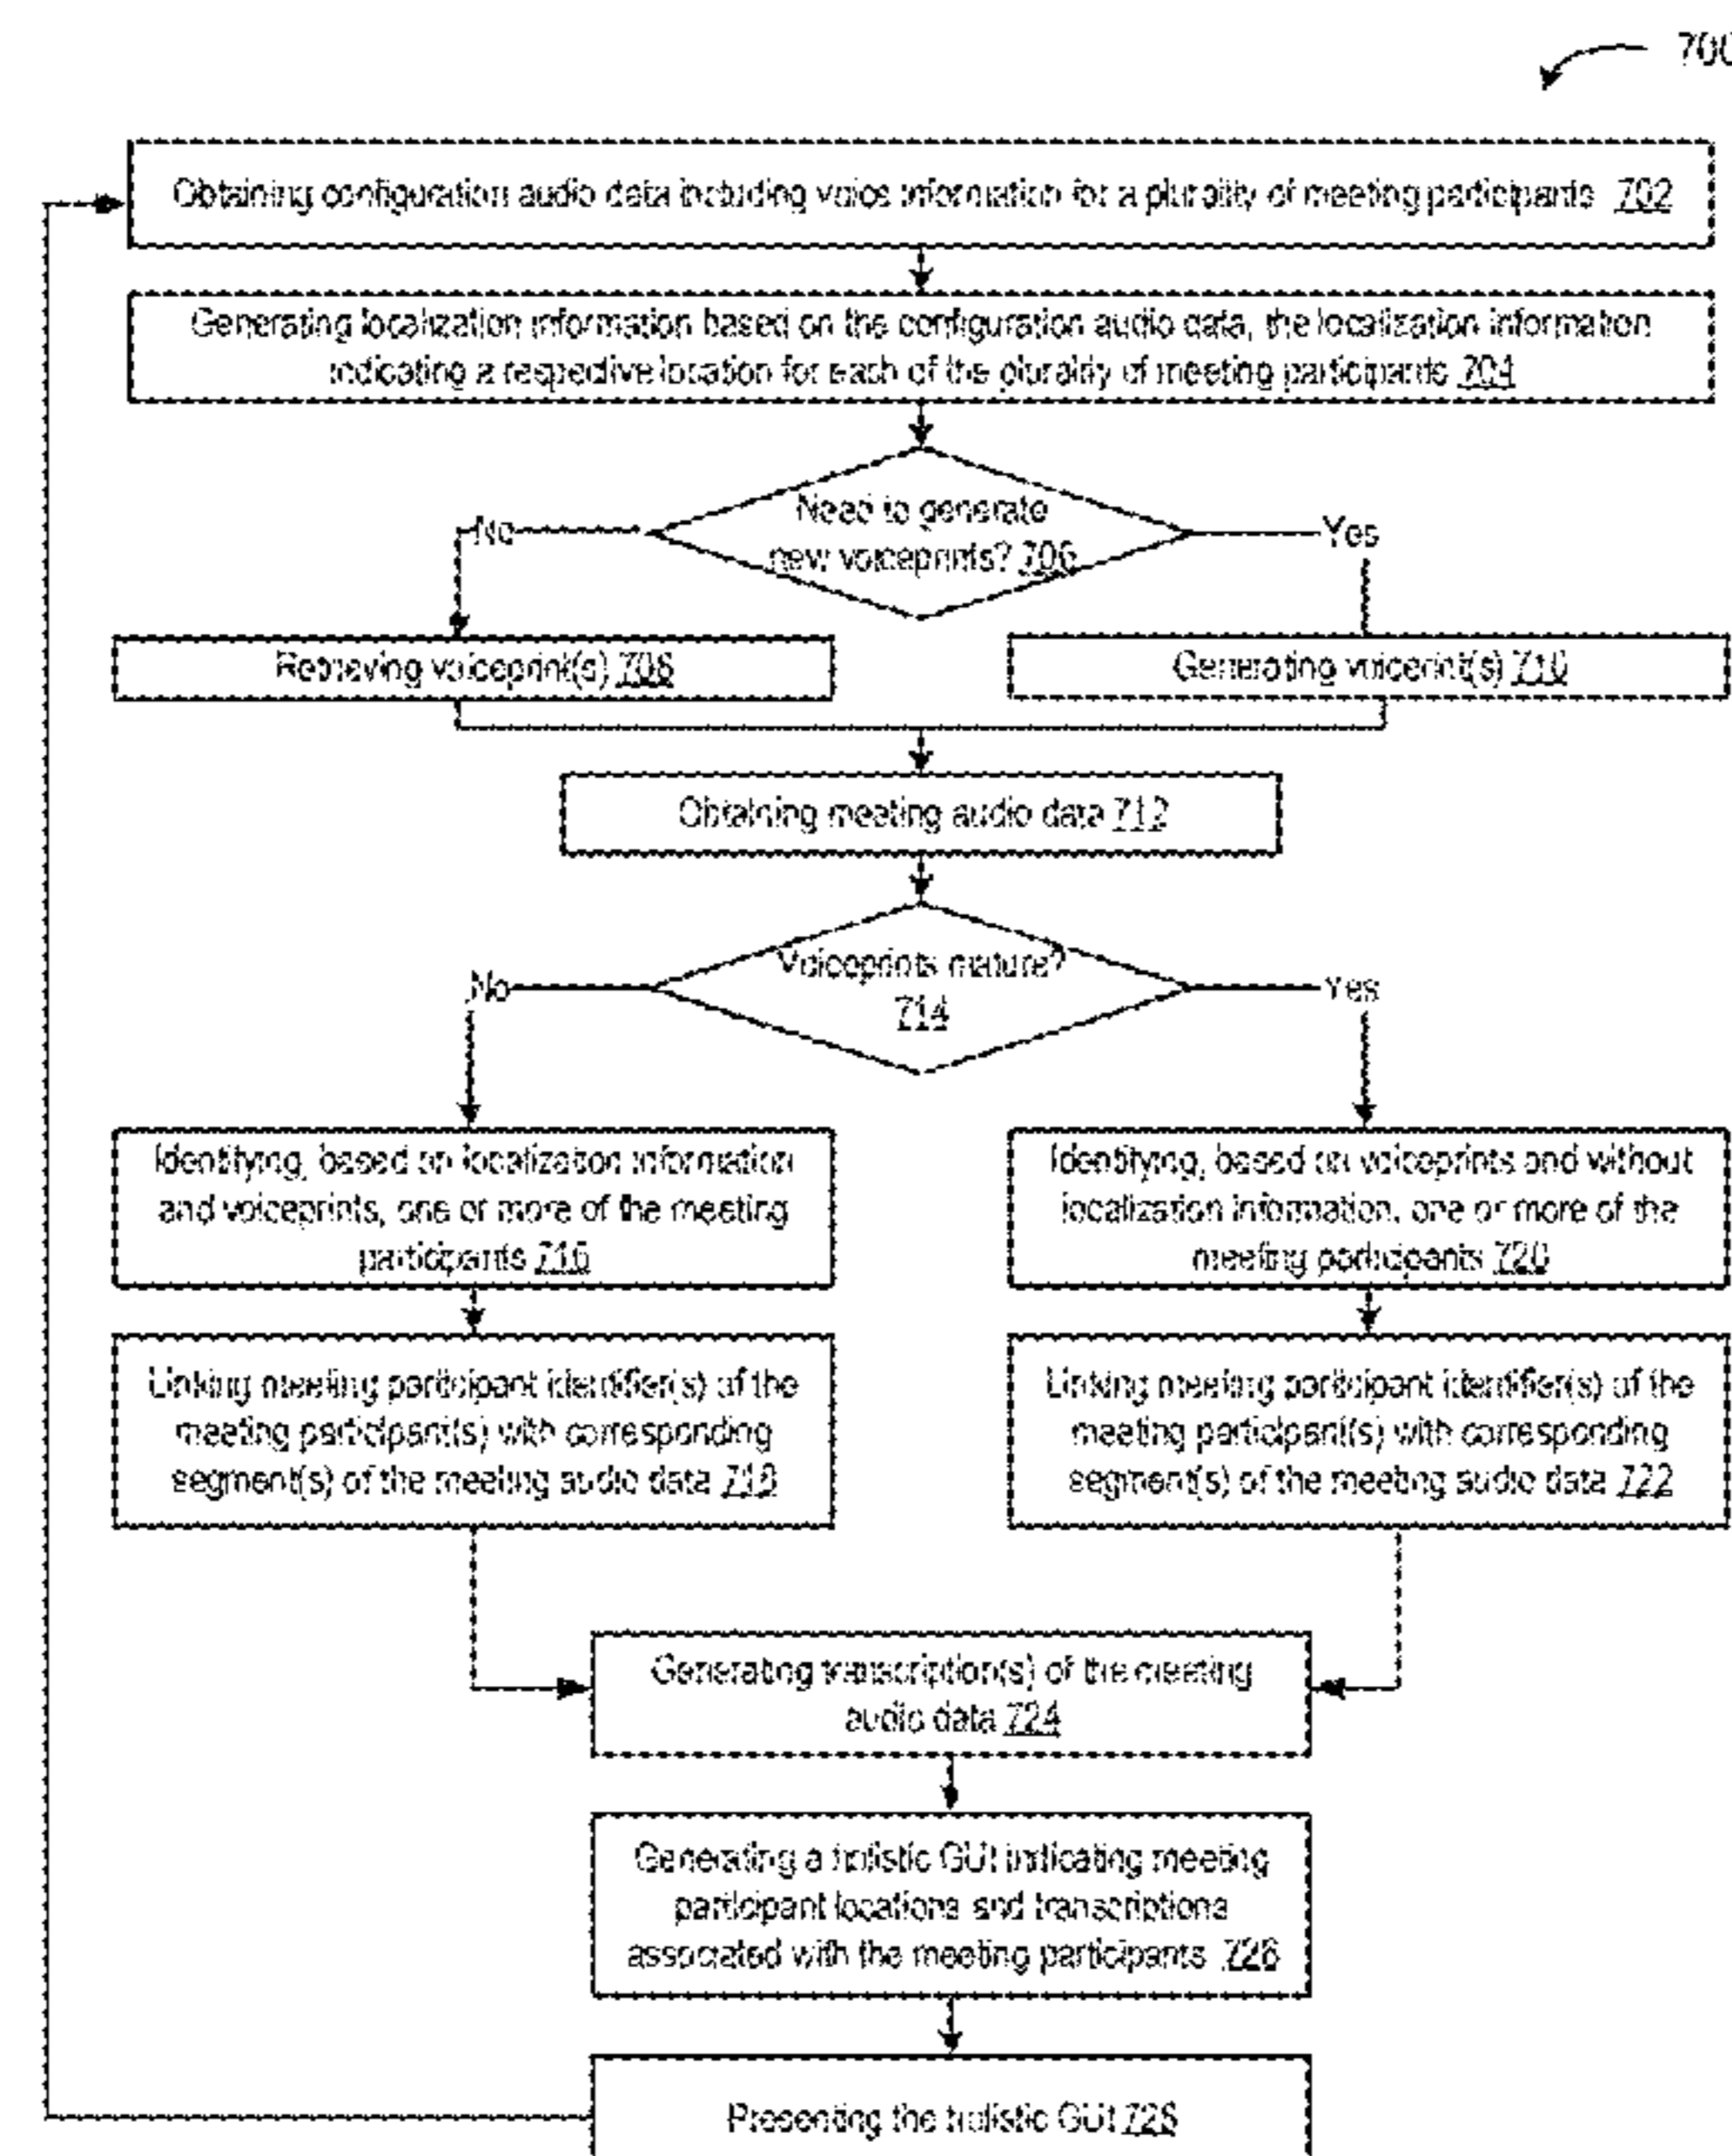 700
Obtaining configuration audio data including voice information for a plurality of meeting participants 702
Generating localization information based on the configuration audio data, the localization information
indicating a respective location for each of the plurality of meeting participants 704
Need to generate
new voiceprints? 706
No
Yes
Retrieving voiceprint(s) 708
Generating voiceprint(s) 710
Obtaining meeting audio data 712
Voiceprints mature?
714
No
Yes
Identifying, based on localization information
and voiceprints, one or more of the meeting
participants 716
Identifying, based on voiceprints and without
localization information, one or more of the
meeting participants 720
Linking meeting participant identifier(s) of the
meeting participant(s) with corresponding
segment(s) of the meeting audio data 718
Linking meeting participant identifier(s) of the
meeting participant(s) with corresponding
segment(s) of the meeting audio data 722
Generating transcription(s) of the meeting
audio data 724
Generating a holistic GUI indicating meeting
participant locations and transcriptions
associated with the meeting participants 726
Presenting the holistic GUI 728